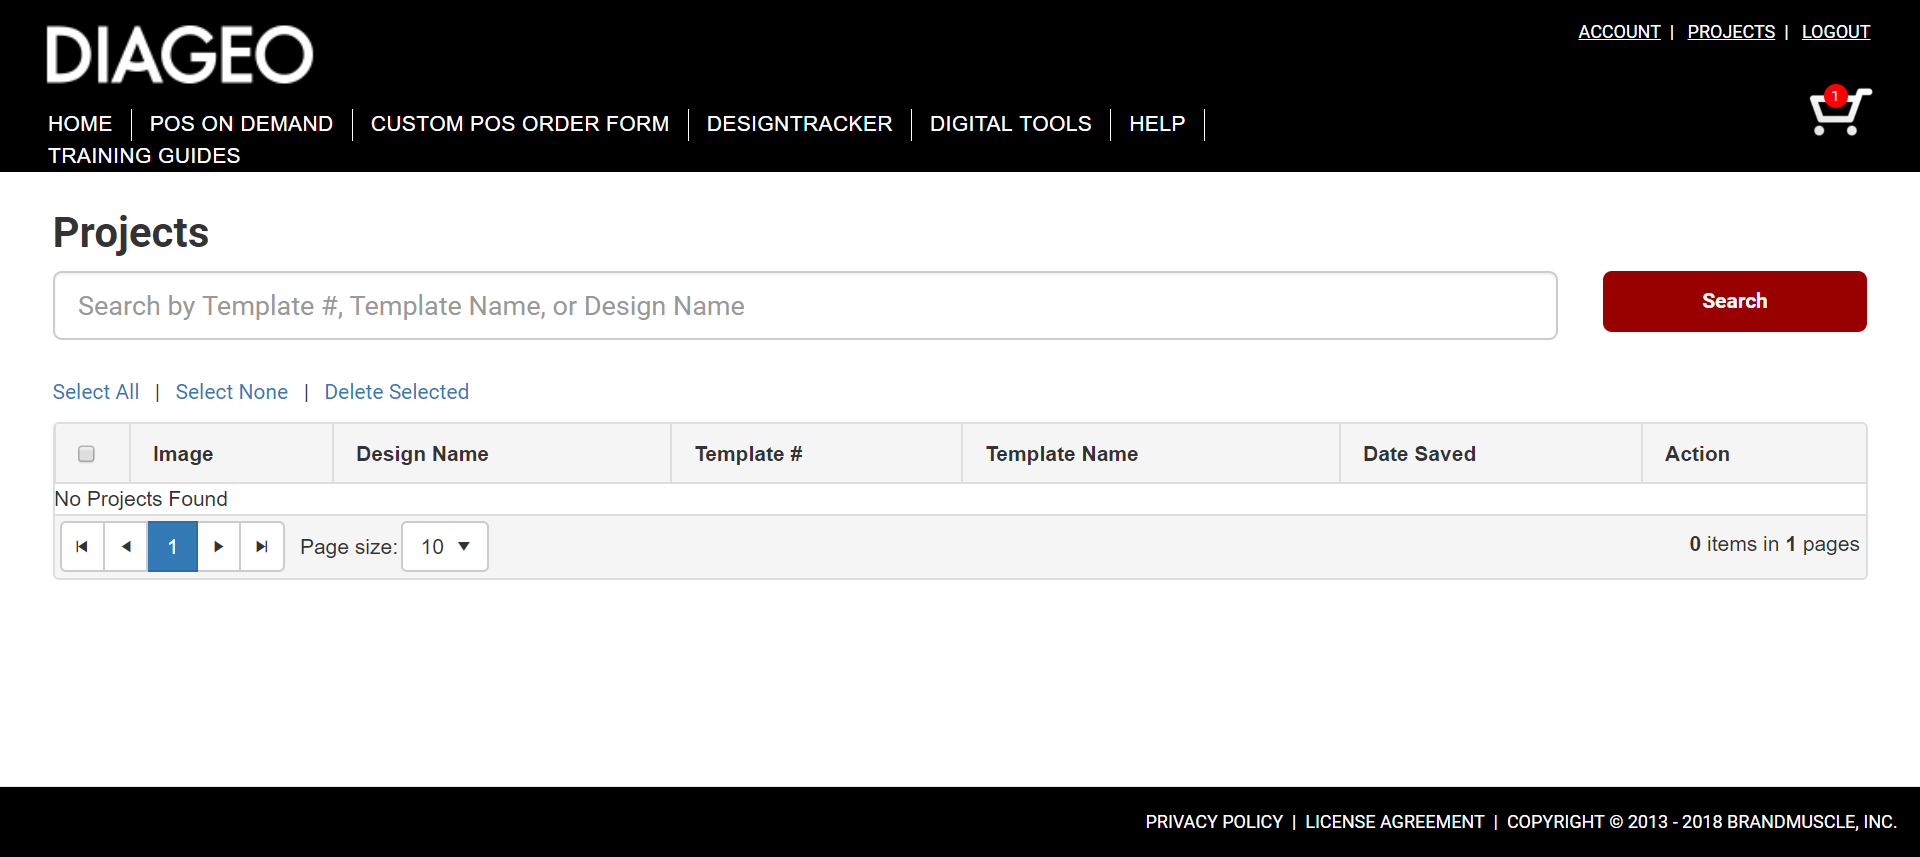 DIAGEO
ACCOUNT | PROJECTS | LOGOUT
1
HOME | POS ON DEMAND | CUSTOM POS ORDER FORM | DESIGNTRACKER | DIGITAL TOOLS | HELP |
TRAINING GUIDES
Projects
Search by Template #, Template Name, or Design Name
Search
Select All | Select None | Delete Selected
Image Design Name Template # Template Name Date Saved Action
No Projects Found
1 Page size: 10 0 items in 1 pages
PRIVACY POLICY | LICENSE AGREEMENT | COPYRIGHT © 2013 - 2018 BRANDMUSCLE, INC.